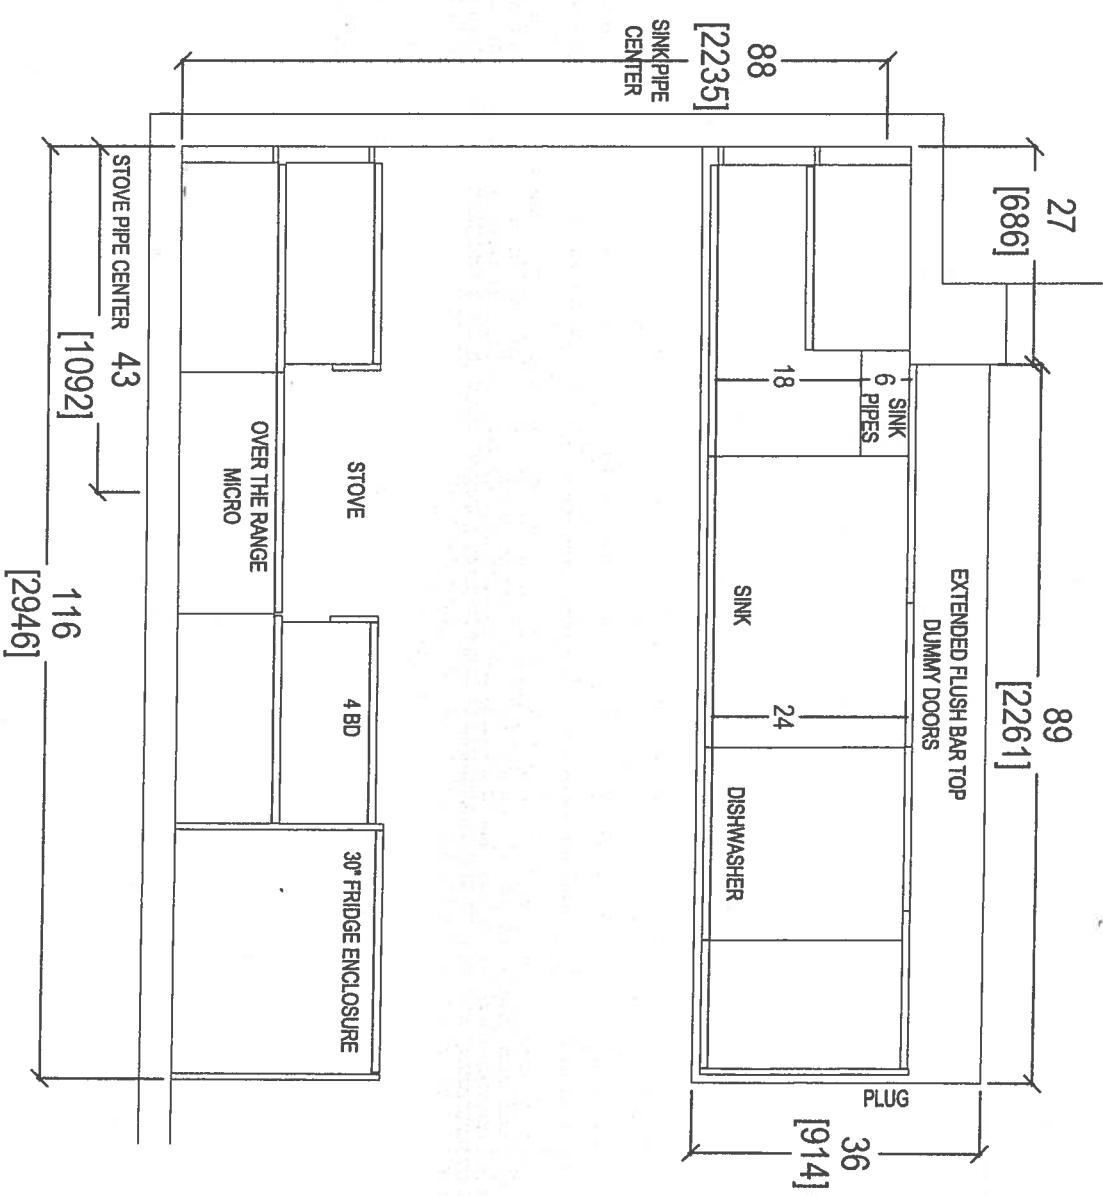 27
[686]
89
[2261]
EXTENDED FLUSH BAR TOP
DUMMY DOORS
36
[914]
PLUG
SINK
PIPES
6
18
SINK
24
DISHWASHER
88
[2235]
SINK PIPE
CENTER
STOVE
4 BD
30" FRIDGE ENCLOSURE
OVER THE RANGE
MICRO
STOVE PIPE CENTER 43
[1092]
116
[2946]